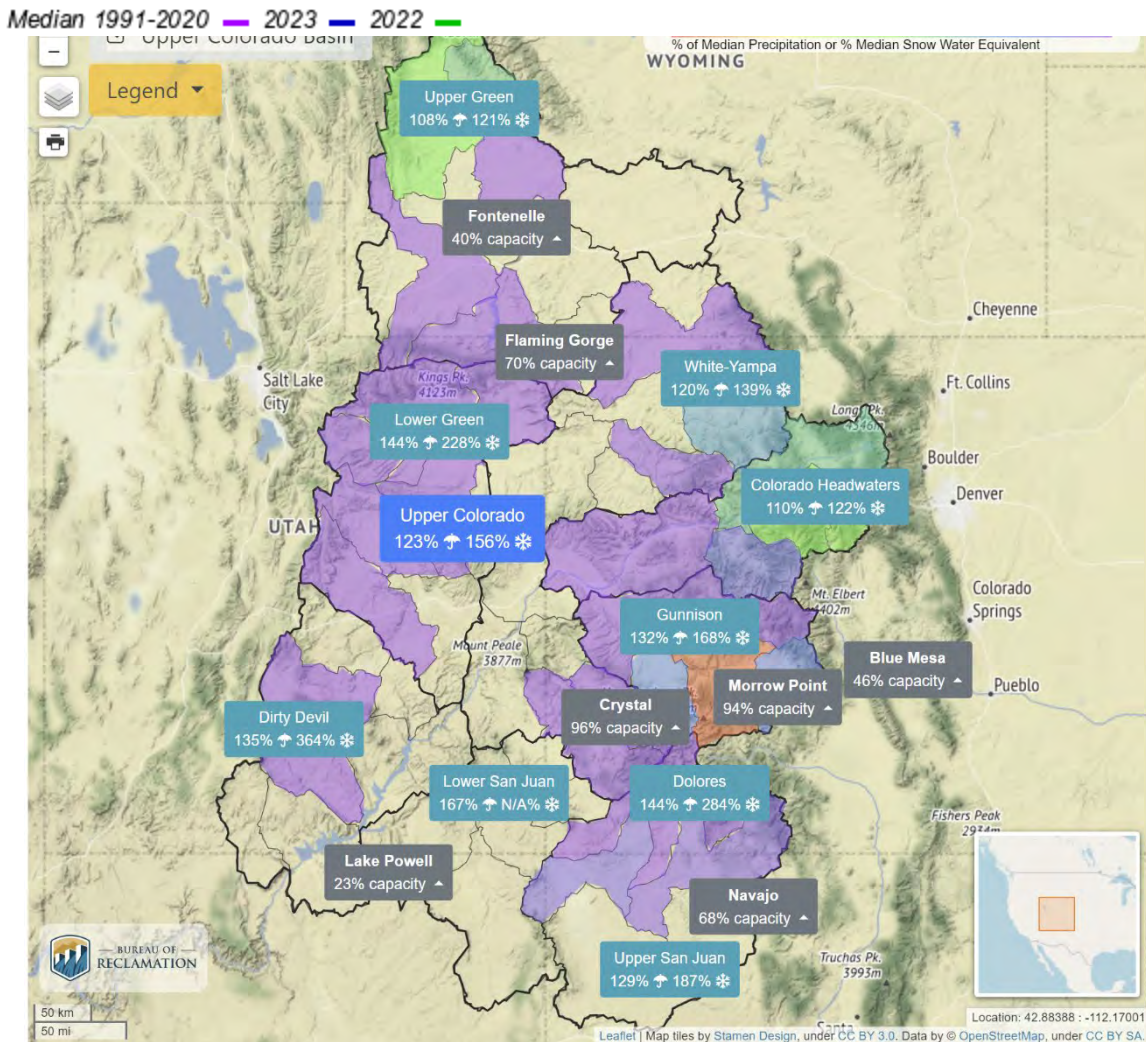 Median 1991-2020 2023 2022
Upper Colorado Basin
% of Median Precipitation or % Median Snow Water Equivalent
−
Legend
WYOMING
Upper Green
108% 121%
Fontenelle
40% capacity
Cheyenne
Flaming Gorge
70% capacity
White-Yampa
120% 139%
Kings Pk.
4123m
Salt Lake
City
Ft. Collins
Longs Pk.
4346m
Lower Green
144% 228%
Boulder
Colorado Headwaters
110% 122%
Denver
Upper Colorado
123% 156%
UTAH
Colorado
Springs
Mt. Elbert
4402m
Gunnison
132% 168%
Mount Peale
3877m
Blue Mesa
46% capacity
Morrow Point
94% capacity
Pueblo
Crystal
96% capacity
Dirty Devil
135% 364%
Lower San Juan
167% N/A%
Dolores
144% 284%
Fishers Peak
2934m
Lake Powell
23% capacity
Navajo
68% capacity
BUREAU OF
RECLAMATION
Upper San Juan
129% 187%
Truchas Pk.
3993m
50 km
50 mi
Santa
Location: 42.88388 : -112.17001
Leaflet | Map tiles by Stamen Design, under CC BY 3.0. Data by © OpenStreetMap, under CC BY SA.